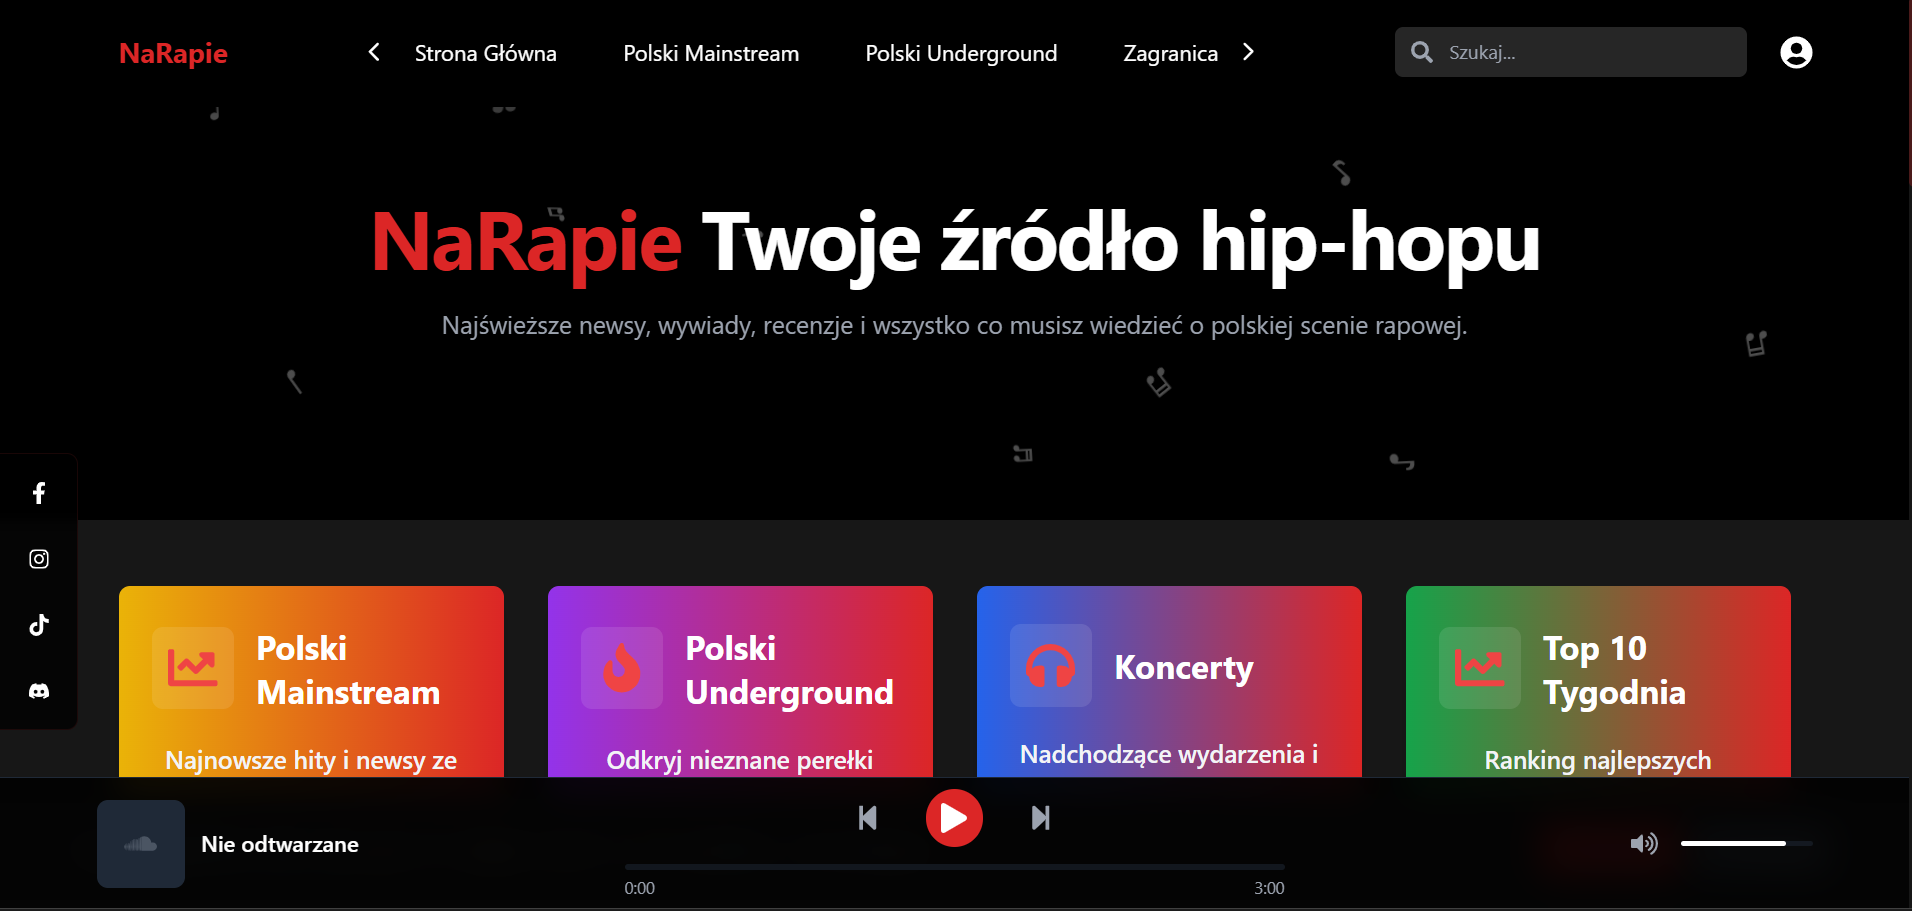 NaRapie
Strona Główna
Polski Mainstream
Polski Underground
Zagranica
Szukaj...
NaRapie Twoje źródło hip-hopu
Najświeższe newsy, wywiady, recenzje i wszystko co musisz wiedzieć o polskiej scenie rapowej.
Polski
Mainstream
Najnowsze hity i newsy ze
Polski
Underground
Odkryj nieznane perełki
Koncerty
Nadchodzące wydarzenia i
Top 10
Tygodnia
Ranking najlepszych
Nie odtwarzane
0:00
3:00